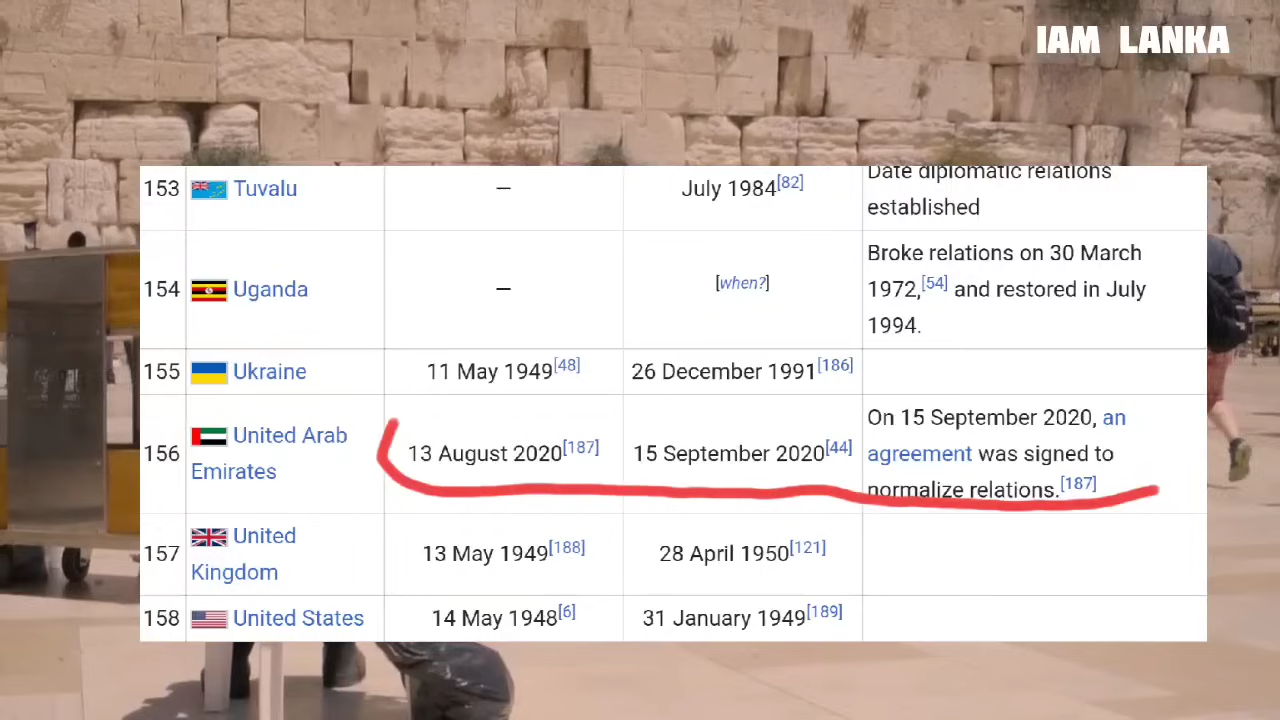 IAM LANKA
Date diplomatic relations
153 Tuvalu — July 1984[82]
established
Broke relations on 30 March
154 Uganda — [when?] 1972,[54] and restored in July
1994.
155 Ukraine 11 May 1949[48] 26 December 1991[186]
On 15 September 2020, an
United Arab
156 13 August 2020[187] 15 September 2020[44] agreement was signed to
Emirates
normalize relations.[187]
United
157 13 May 1949[188] 28 April 1950[121]
Kingdom
158 United States 14 May 1948[6] 31 January 1949[189]